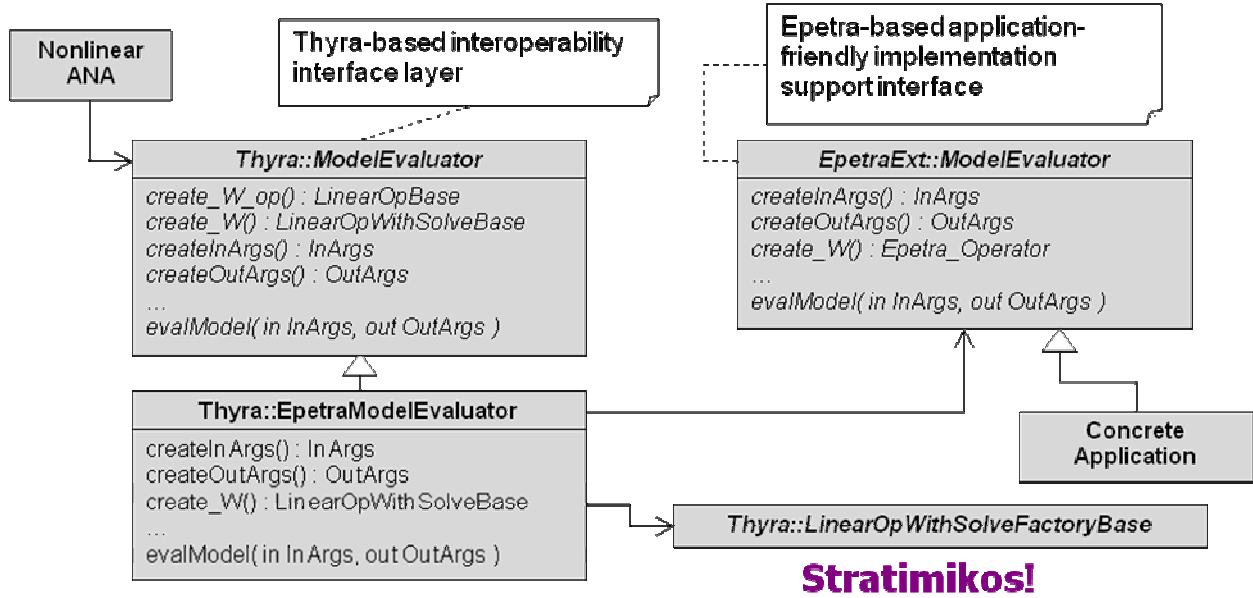 Nonlinear
ANA
Thyra-based interoperability
interface layer
Epetra-based application-
friendly implementation
support interface
Thyra::ModelEvaluator
create_W_op() : LinearOpBase
create_W() : LinearOpWithSolveBase
createInArgs() : InArgs
createOutArgs() : OutArgs
...
evalModel( in InArgs, out OutArgs )
EpetraExt::ModelEvaluator
createInArgs() : InArgs
createOutArgs() : OutArgs
create_W() : Epetra_Operator
...
evalModel( in InArgs, out OutArgs )
Thyra::EpetraModelEvaluator
createInArgs() : InArgs
createOutArgs() : OutArgs
create_W() : LinearOpWithSolveBase
...
evalModel( in InArgs, out OutArgs )
Concrete
Application
Thyra::LinearOpWithSolveFactoryBase
Stratimikos!